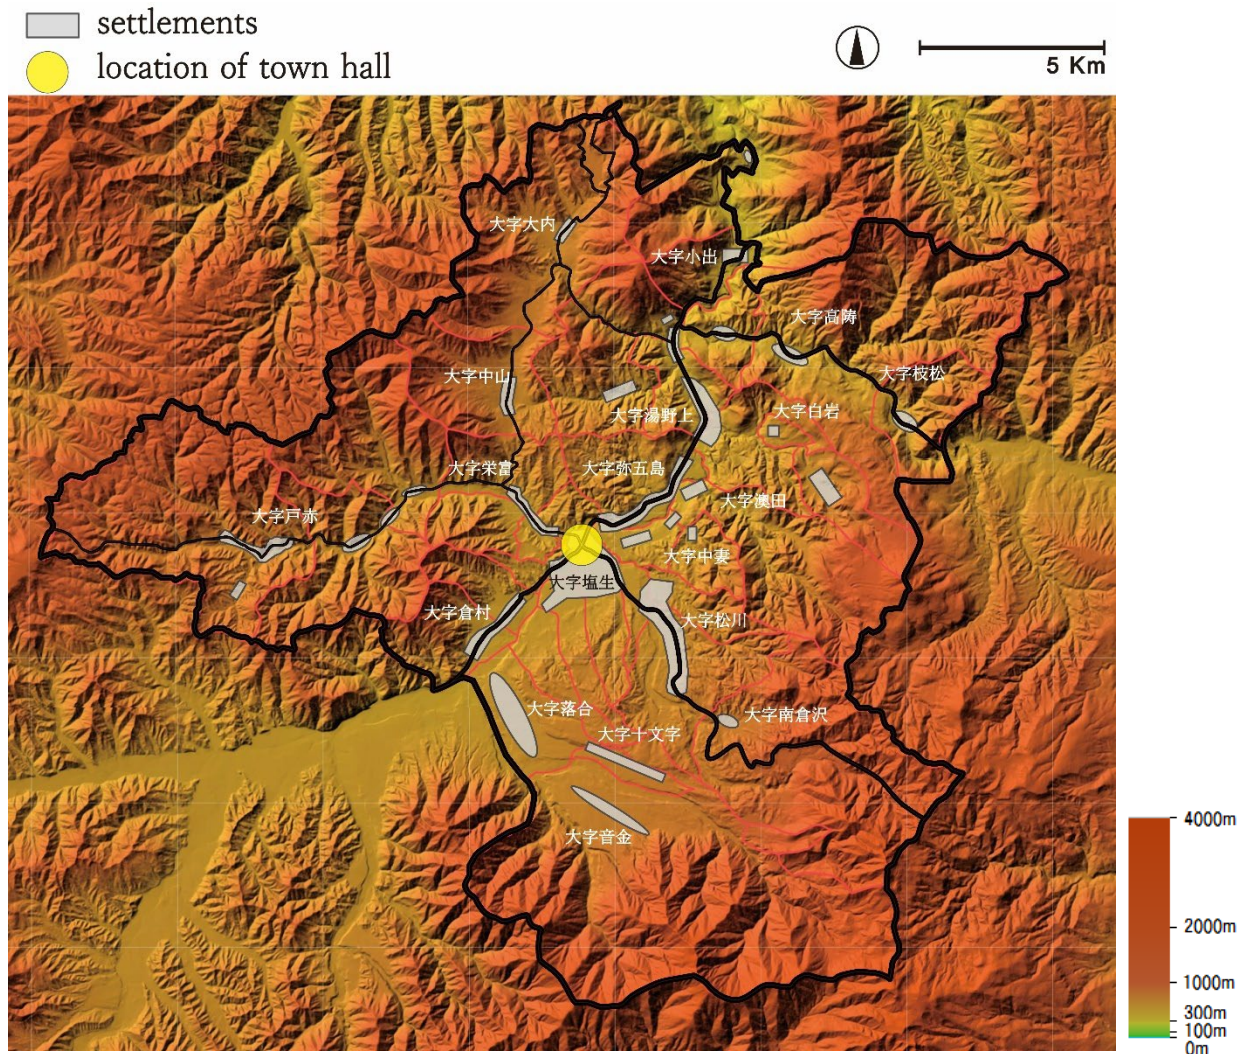 settlements
location of town hall
5 Km
大字大内
大字小出
大字高陦
大字中山
大字枝松
大字湯野上
大字白岩
大字栄富
大字弥五島
大字澳田
大字戸赤
大字中妻
大字塩生
大字倉村
大字松川
大字落合
大字南倉沢
大字十文字
大字音金
4000m
2000m
1000m
300m
100m
0m